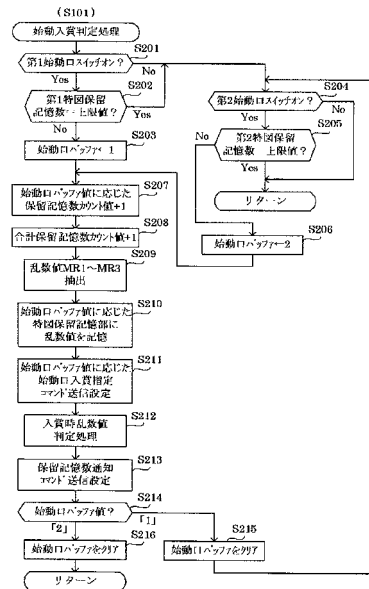 (S101)
始動入賞判定処理
S201
第1始動口スイッチオン?
No
Yes
S202
第1特図保留
記憶数=上限値?
Yes
No
S203
始動口バッファ←1
S204
第2始動口スイッチオン?
No
Yes
S205
No
第2特図保留
記憶数=上限値?
Yes
リターン
S206
始動口バッファ←2
S207
始動口バッファ値に応じた
保留記憶数カウント値+1
S208
合計保留記憶数カウント値+1
S209
乱数値MR1~MR3
抽出
S210
始動口バッファ値に応じた
特図保留記憶部に
乱数値を記憶
S211
始動口バッファ値に応じた
始動口入賞指定
コマンド送信設定
S212
入賞時乱数値
判定処理
S213
保留記憶数通知
コマンド送信設定
S214
始動口バッファ値?
「2」
「1」
S216
始動口バッファをクリア
S215
始動口バッファをクリア
リターン